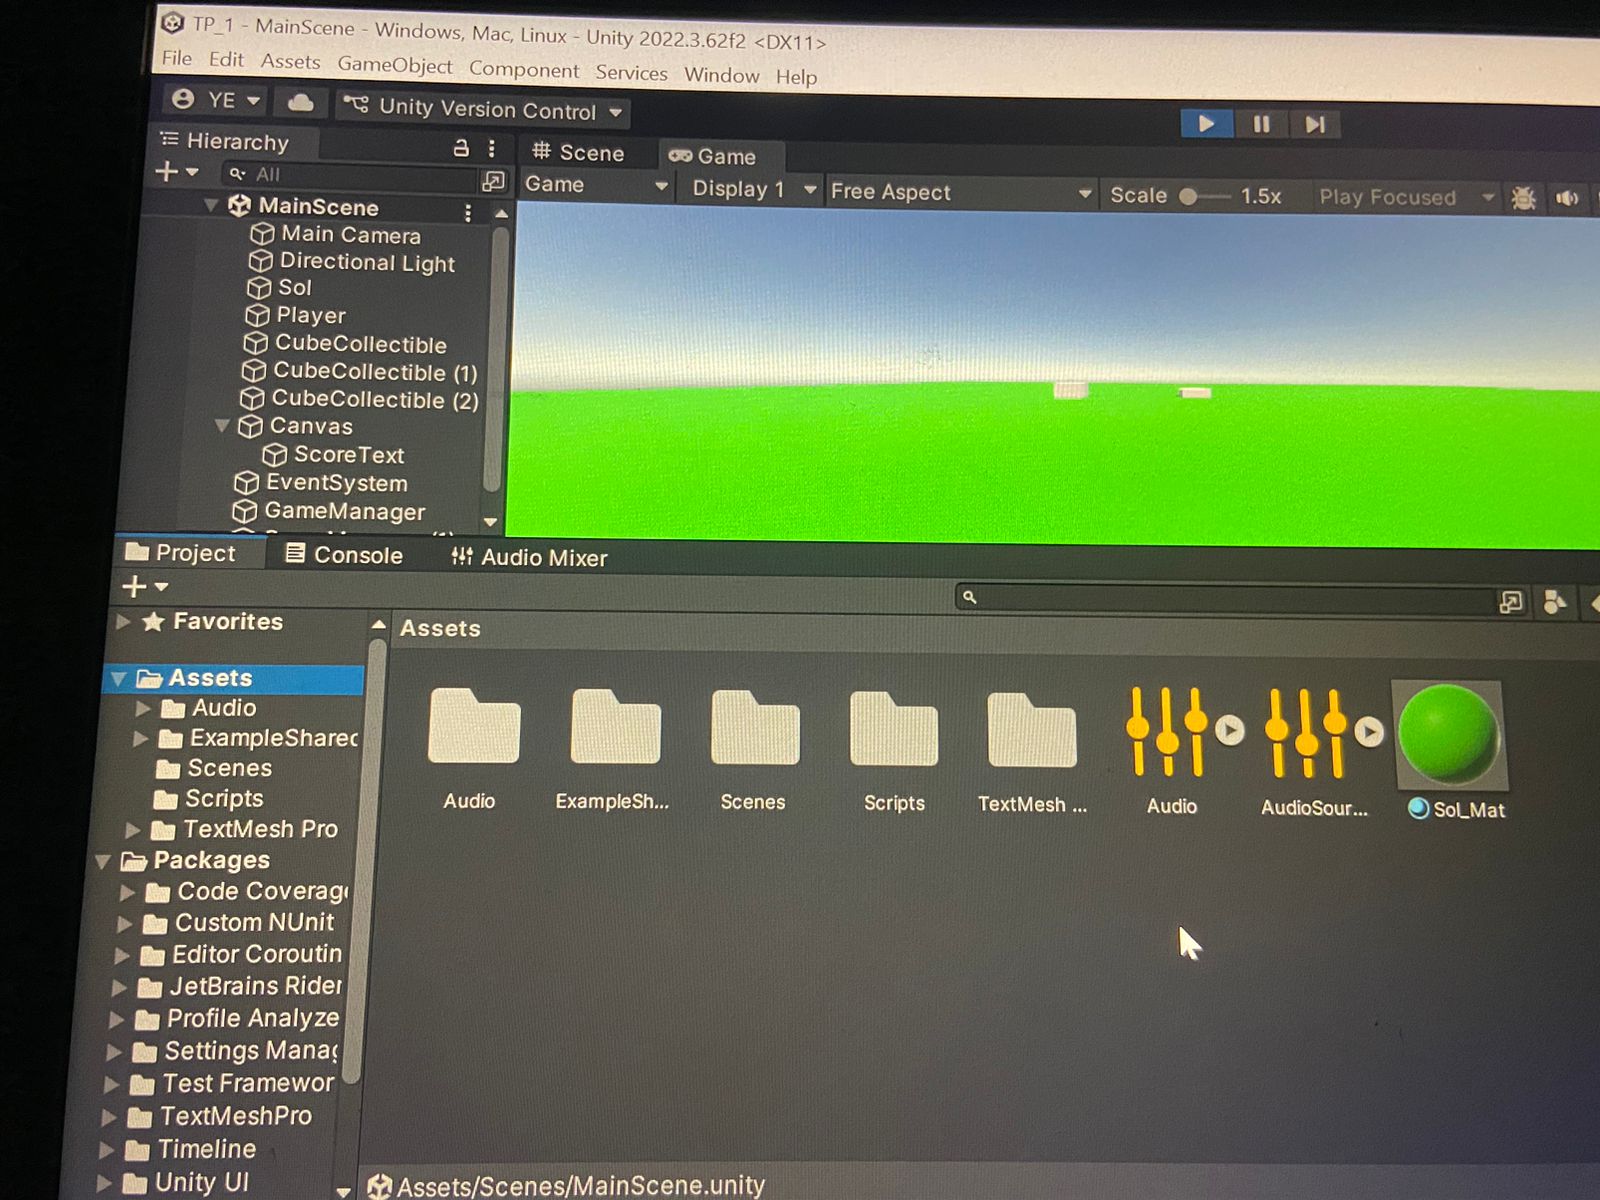 TP_1 - MainScene - Windows, Mac, Linux - Unity 2022.3.62f2 <DX11>
File Edit Assets GameObject Component Services Window Help
YE Unity Version Control
Hierarchy
All
MainScene
Main Camera
Directional Light
Sol
Player
CubeCollectible
CubeCollectible (1)
CubeCollectible (2)
Canvas
ScoreText
EventSystem
GameManager
Scene Game
Game Display 1 Free Aspect Scale 1.5x Play Focused
Project Console Audio Mixer
Favorites
Assets
Audio
ExampleShared
Scenes
Scripts
TextMesh Pro
Packages
Code Coverag
Custom NUnit
Editor Coroutin
JetBrains Rider
Profile Analyze
Settings Manag
Test Framewor
TextMeshPro
Timeline
Unity UI
Assets
Audio ExampleSh... Scenes Scripts TextMesh ... Audio AudioSour... Sol_Mat
Assets/Scenes/MainScene.unity